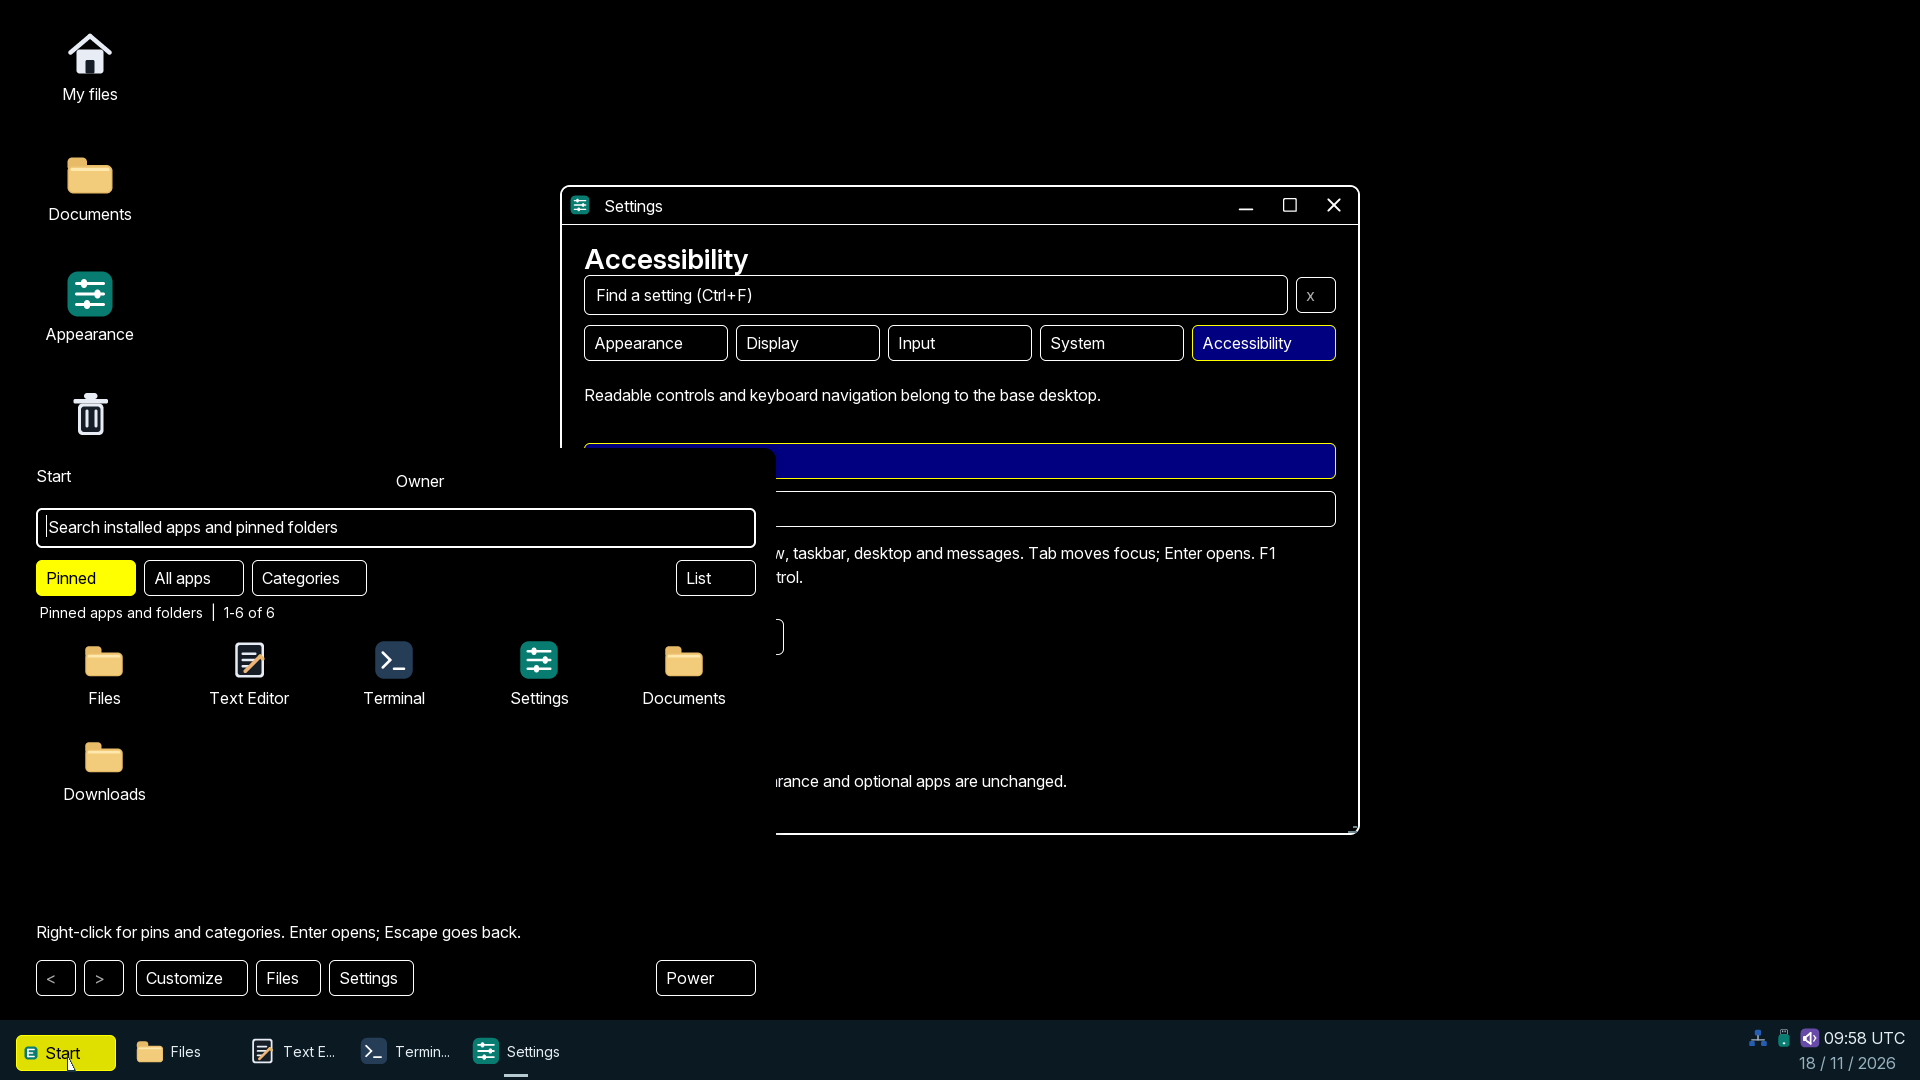 My files
Documents
Appearance
Settings
Accessibility
Find a setting (Ctrl+F)
x
Appearance
Display
Input
System
Accessibility
Readable controls and keyboard navigation belong to the base desktop.
, taskbar, desktop and messages. Tab moves focus; Enter opens. F1
trol.
arance and optional apps are unchanged.
Start
Owner
Search installed apps and pinned folders
Pinned
All apps
Categories
List
Pinned apps and folders | 1-6 of 6
Files
Text Editor
Terminal
Settings
Documents
Downloads
Right-click for pins and categories. Enter opens; Escape goes back.
<
>
Customize
Files
Settings
Power
Start
Files
Text E...
Termin...
Settings
09:58 UTC
18 / 11 / 2026